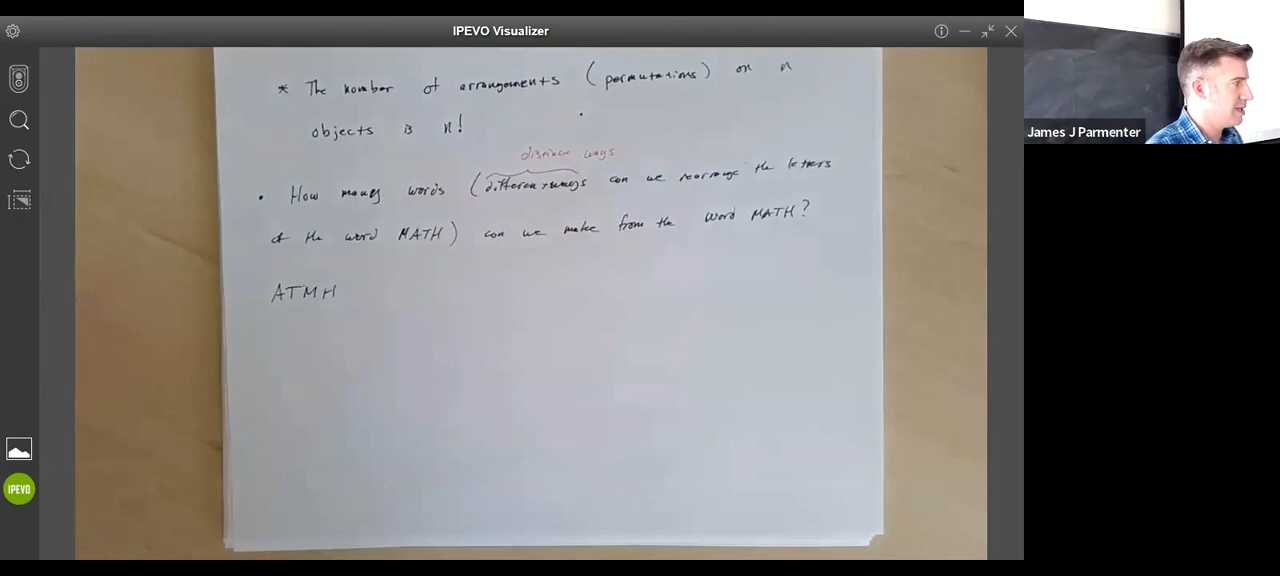 IPEVO Visualizer
James J Parmenter
* The number of arrangements (permutations) on n
objects is n!
distinct ways
• How many words (different ways can we rearrange the letters
of the word MATH) can we make from the word MATH?
ATMH
IPEVO